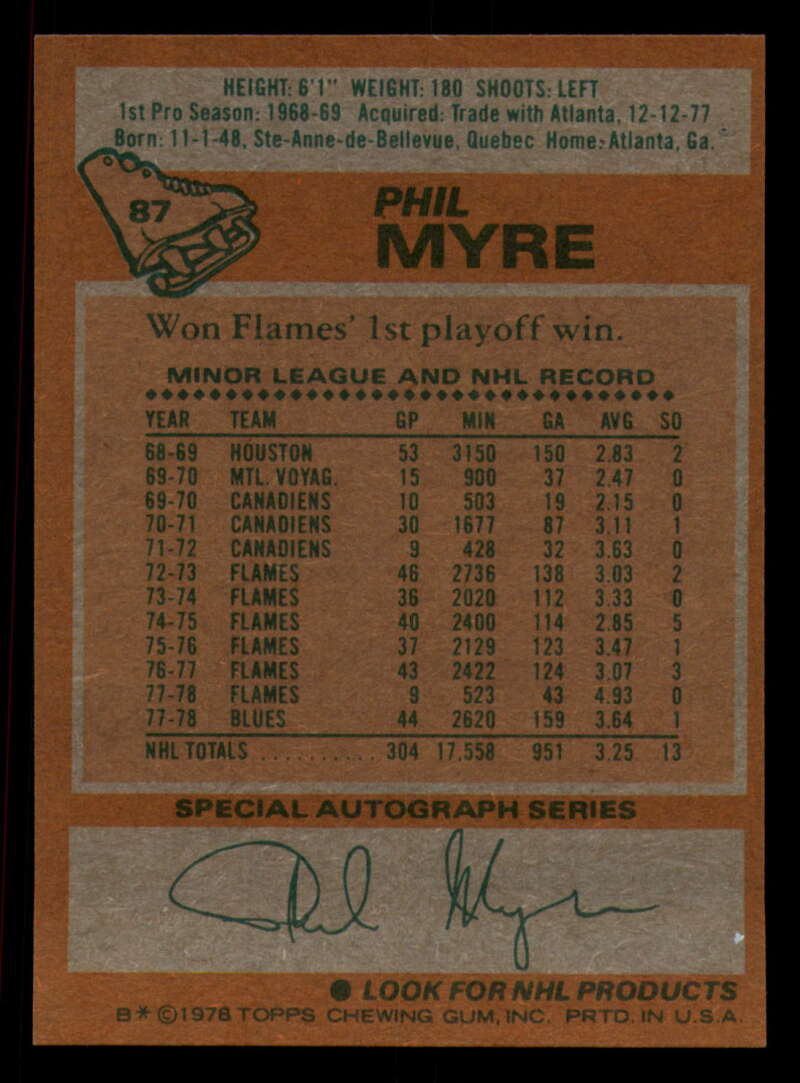 HEIGHT: 6'1" WEIGHT: 180 SHOOTS: LEFT
1st Pro Season: 1968-69 Acquired: Trade with Atlanta, 12-12-77
Born: 11-1-48, Ste-Anne-de-Bellevue, Quebec Home: Atlanta, Ga.
87
PHIL
MYRE
Won Flames' 1st playoff win.
MINOR LEAGUE AND NHL RECORD
YEAR TEAM GP MIN GA AVG SO
68-69 HOUSTON 53 3150 150 2.83 2
69-70 MTL. VOYAG. 15 900 37 2.47 0
69-70 CANADIENS 10 503 19 2.15 0
70-71 CANADIENS 30 1677 87 3.11 1
71-72 CANADIENS 9 428 32 3.63 0
72-73 FLAMES 46 2736 138 3.03 2
73-74 FLAMES 36 2020 112 3.33 0
74-75 FLAMES 40 2400 114 2.85 5
75-76 FLAMES 37 2129 123 3.47 1
76-77 FLAMES 43 2422 124 3.07 3
77-78 FLAMES 9 523 43 4.93 0
77-78 BLUES 44 2620 159 3.64 1
NHL TOTALS ........... 304 17,558 951 3.25 13
SPECIAL AUTOGRAPH SERIES
Phil Myre
● LOOK FOR NHL PRODUCTS
B* ©1978 TOPPS CHEWING GUM, INC. PRTD. IN U.S.A.